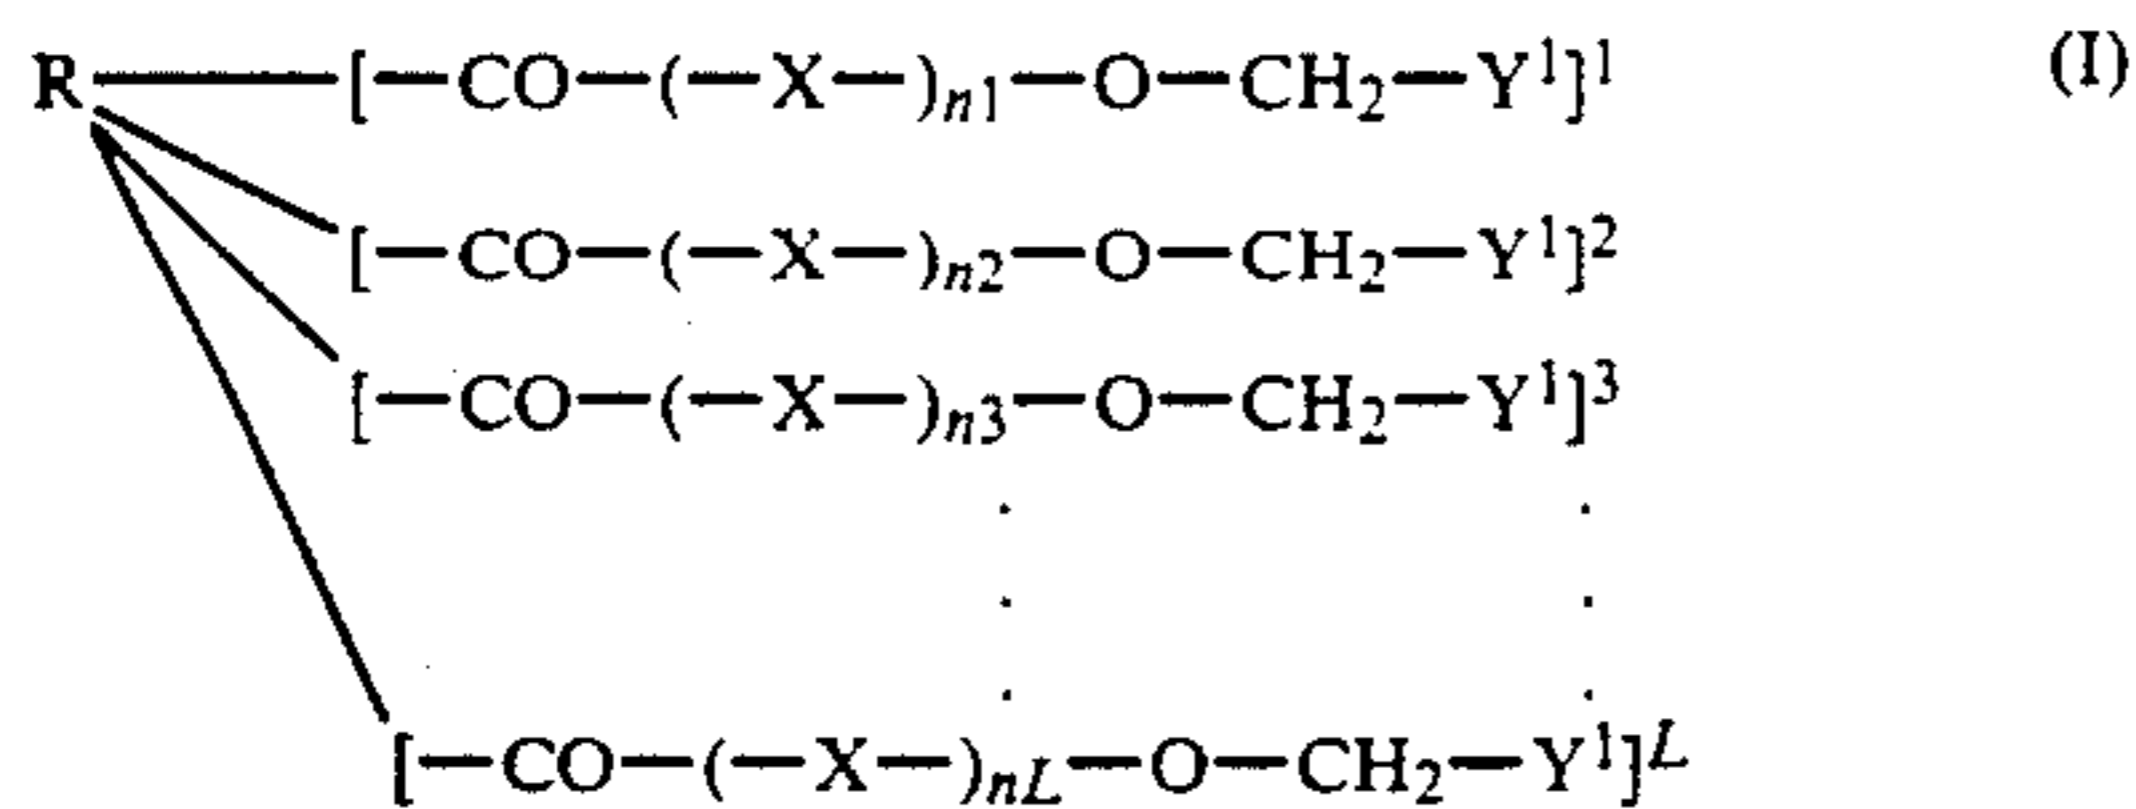 R—[—CO—(—X—)n1—O—CH2—Y1]1 (I)
[—CO—(—X—)n2—O—CH2—Y1]2
[—CO—(—X—)n3—O—CH2—Y1]3
. .
. .
. .
[—CO—(—X—)nL—O—CH2—Y1]L